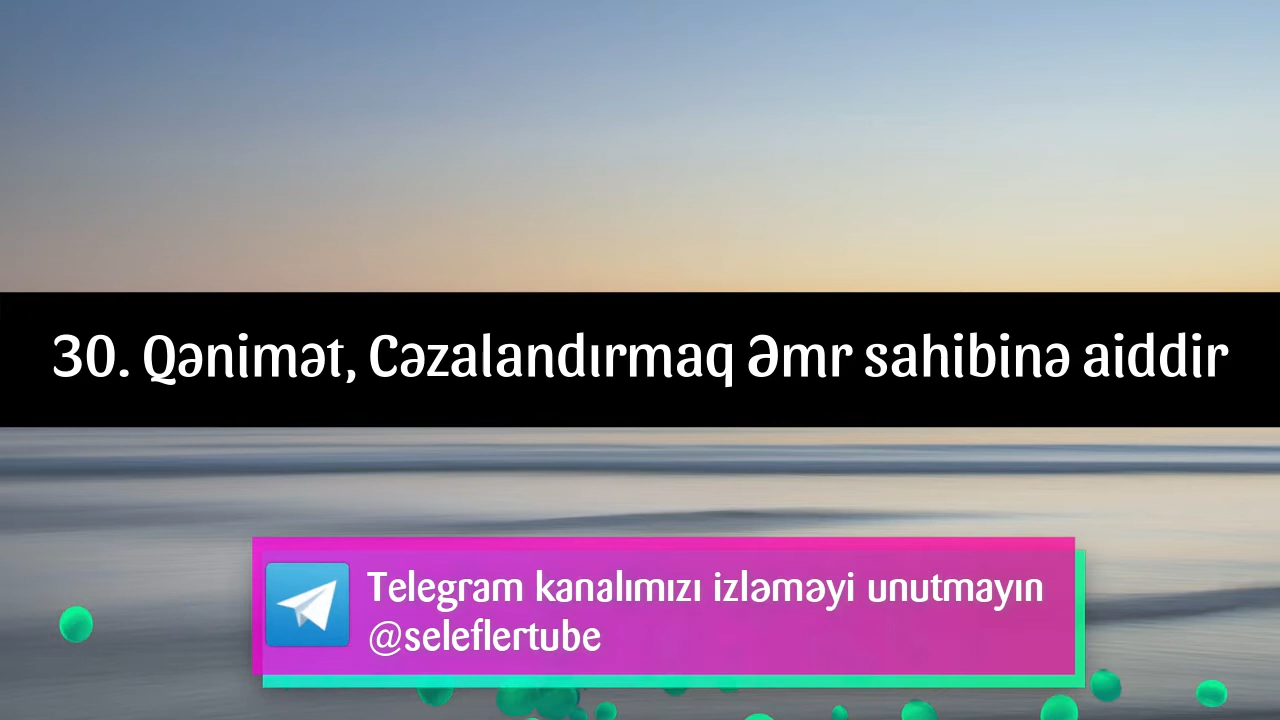 30. Qənimət, Cəzalandırmaq Əmr sahibinə aiddir
Telegram kanalımızı izləməyi unutmayın
@seleflertube